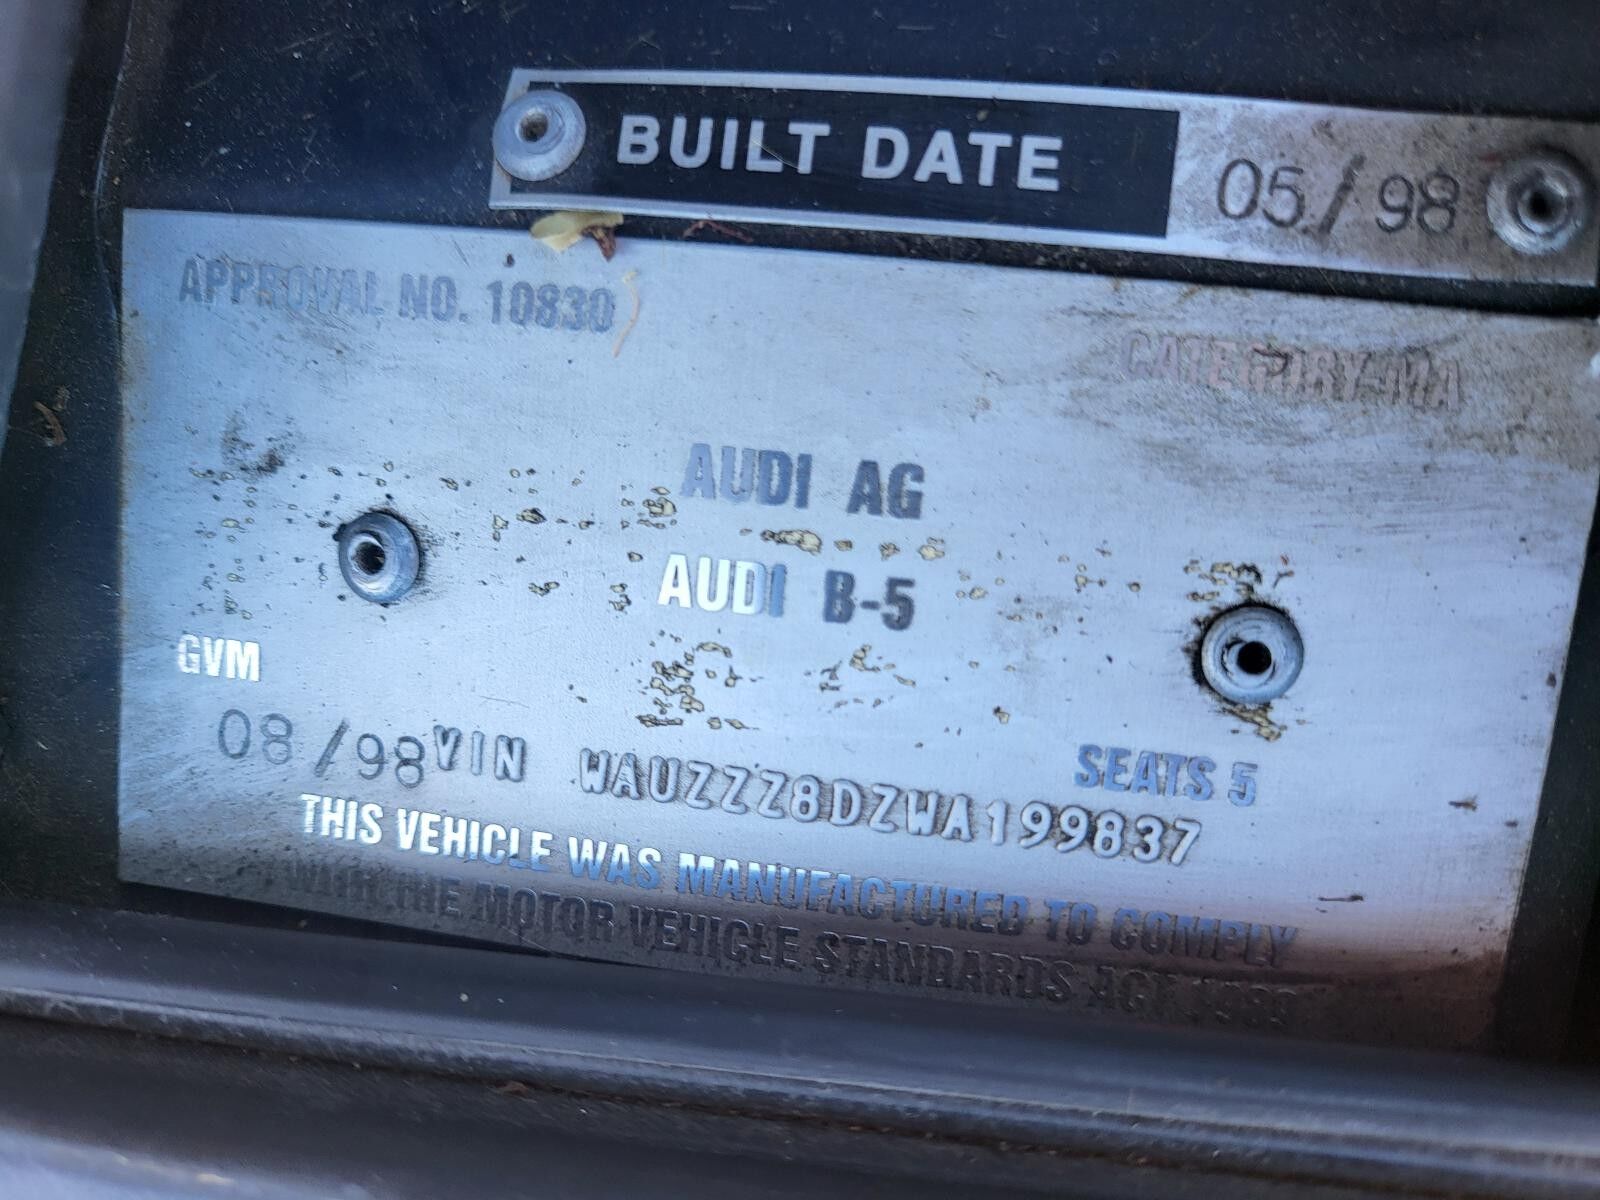 BUILT DATE 05/98
APPROVAL NO. 10830
CATEGORY MA
AUDI AG
AUDI B-5
GVM
SEATS 5
08/98 VIN WAUZZZ8DZWA199837
THIS VEHICLE WAS MANUFACTURED TO COMPLY
WITH THE MOTOR VEHICLE STANDARDS ACT 1989